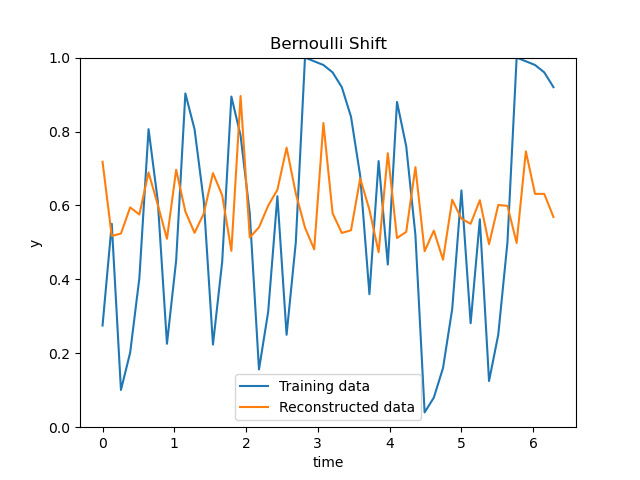 Bernoulli Shift
1.0
0.8
0.6
0.4
0.2
0.0
y
Training data
Reconstructed data
0 1 2 3 4 5 6
time